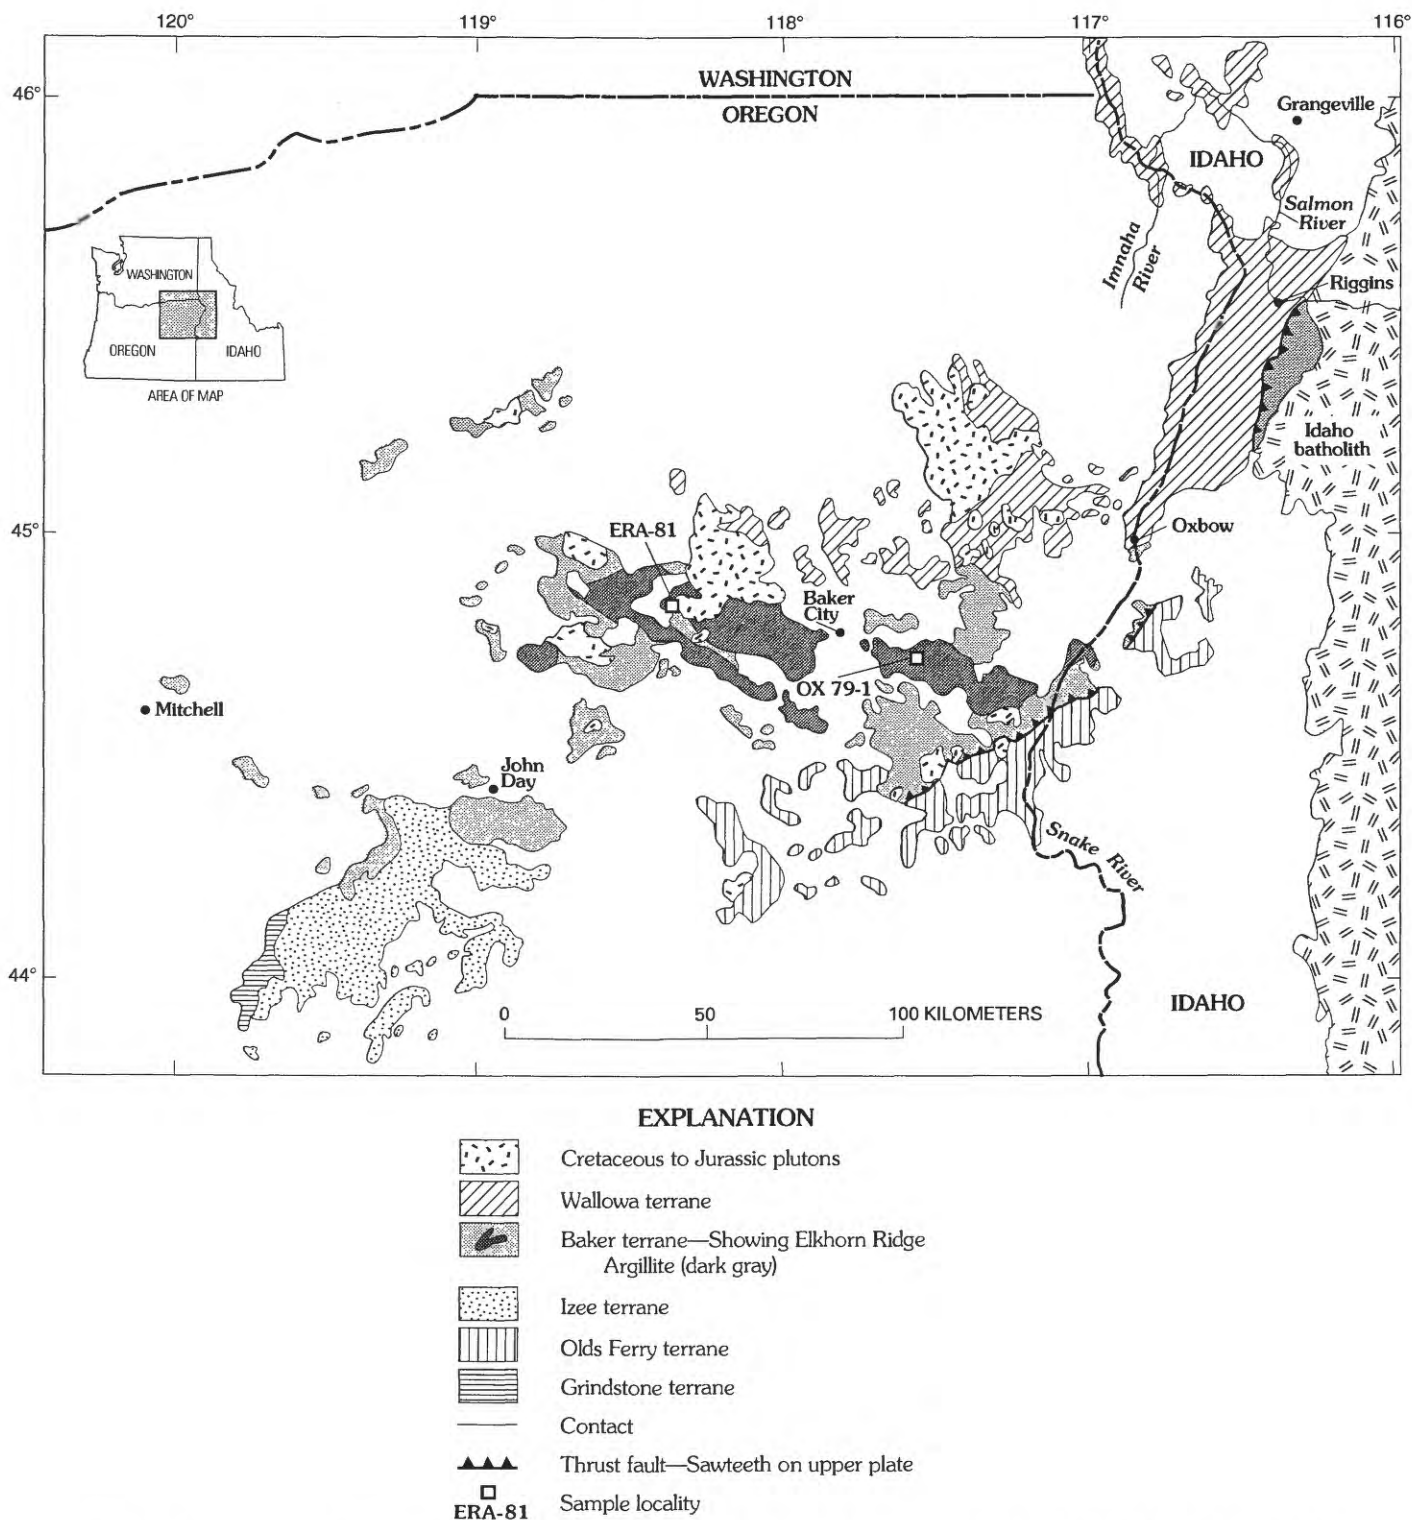 120°
119°
118°
117°
116°
46°
WASHINGTON
OREGON
Grangeville
IDAHO
Salmon
River
Imnaha
River
Riggins
WASHINGTON
OREGON
IDAHO
AREA OF MAP
Idaho
batholith
45°
ERA-81
Oxbow
Baker
City
OX 79-1
Mitchell
John
Day
Snake River
44°
IDAHO
0
50
100 KILOMETERS
EXPLANATION
Cretaceous to Jurassic plutons
Wallowa terrane
Baker terrane—Showing Elkhorn Ridge
Argillite (dark gray)
Izee terrane
Olds Ferry terrane
Grindstone terrane
Contact
Thrust fault—Sawteeth on upper plate
ERA-81
Sample locality